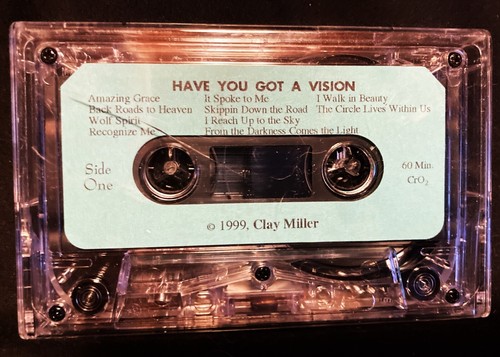 HAVE YOU GOT A VISION
Amazing Grace
Back Roads to Heaven
Wolf Spirit
Recognize Me
It Spoke to Me
Skippin Down the Road
I Reach Up to the Sky
From the Darkness Comes the Light
I Walk in Beauty
The Circle Lives Within Us
Side
One
60 Min.
CrO₂
© 1999, Clay Miller